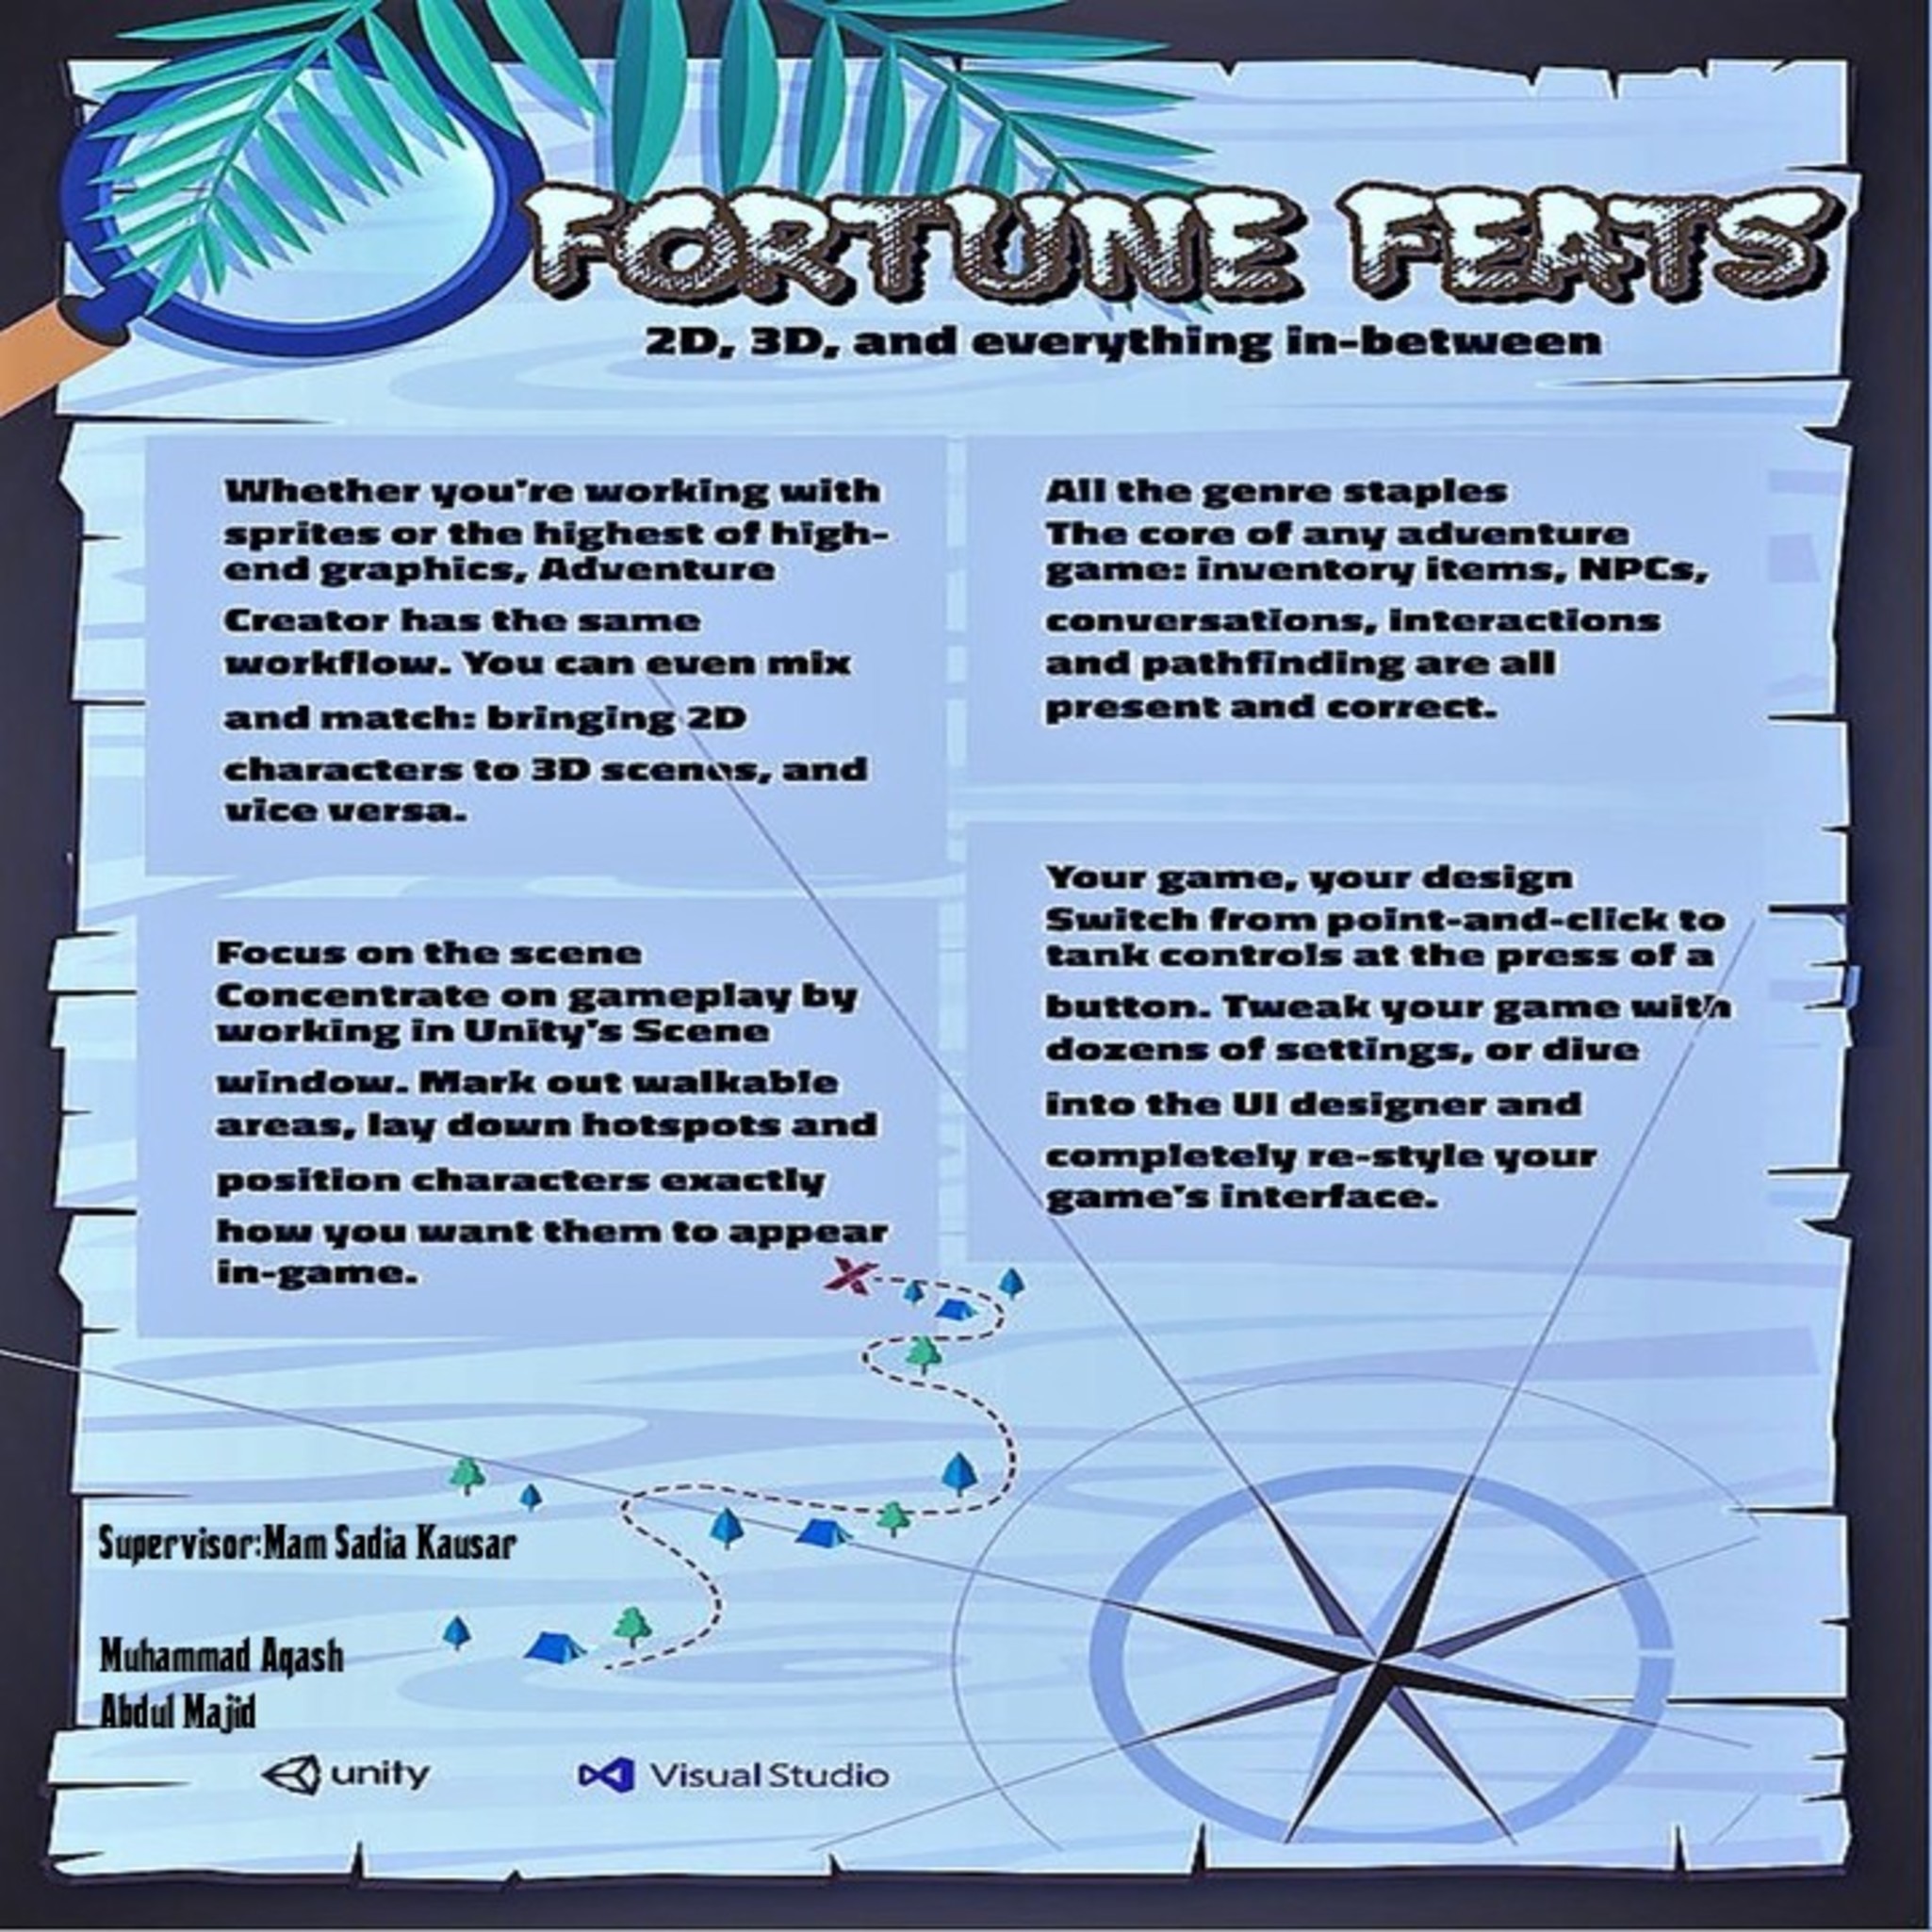 FORTUNE FEATS
2D, 3D, and everything in-between
Whether you're working with
sprites or the highest of high-
end graphics, Adventure
Creator has the same
workflow. You can even mix
and match: bringing 2D
characters to 3D scenes, and
vice versa.
All the genre staples
The core of any adventure
game: inventory items, NPCs,
conversations, interactions
and pathfinding are all
present and correct.
Focus on the scene
Concentrate on gameplay by
working in Unity's Scene
window. Mark out walkable
areas, lay down hotspots and
position characters exactly
how you want them to appear
in-game.
Your game, your design
Switch from point-and-click to
tank controls at the press of a
button. Tweak your game with
dozens of settings, or dive
into the UI designer and
completely re-style your
game's interface.
Supervisor:Mam Sadia Kausar
Muhammad Aqash
Abdul Majid
unity
Visual Studio